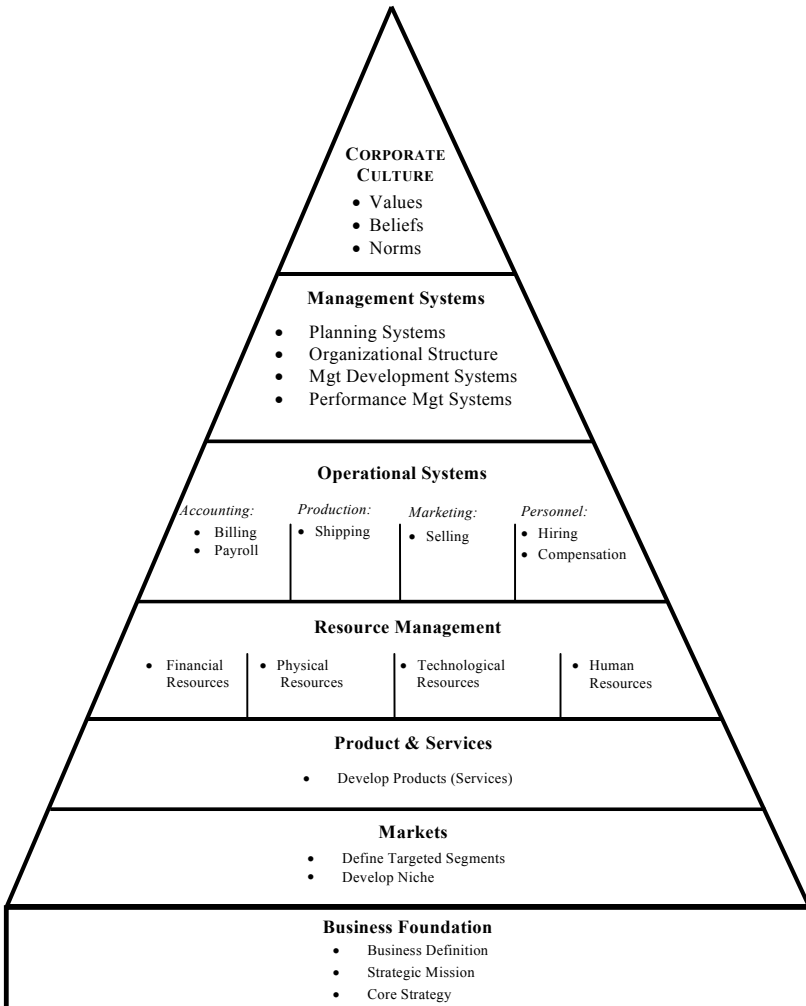 CORPORATE
CULTURE
• Values
• Beliefs
• Norms
Management Systems
• Planning Systems
• Organizational Structure
• Mgt Development Systems
• Performance Mgt Systems
Operational Systems
Accounting:
• Billing
• Payroll
Production:
• Shipping
Marketing:
• Selling
Personnel:
• Hiring
• Compensation
Resource Management
• Financial
Resources
• Physical
Resources
• Technological
Resources
• Human
Resources
Product & Services
• Develop Products (Services)
Markets
• Define Targeted Segments
• Develop Niche
Business Foundation
• Business Definition
• Strategic Mission
• Core Strategy